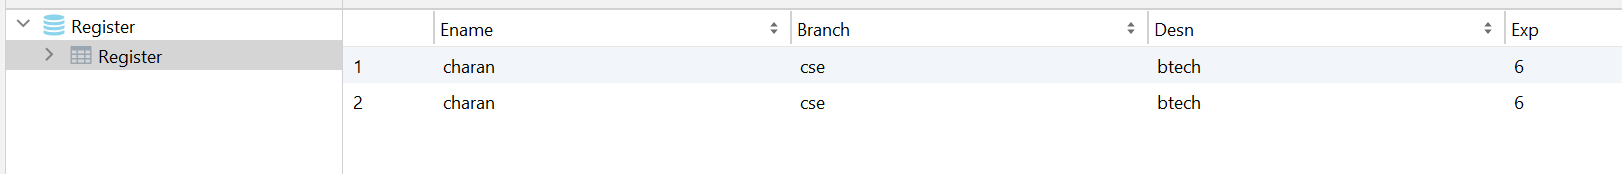 Register
Register
Ename Branch Desn Exp
1 charan cse btech 6
2 charan cse btech 6